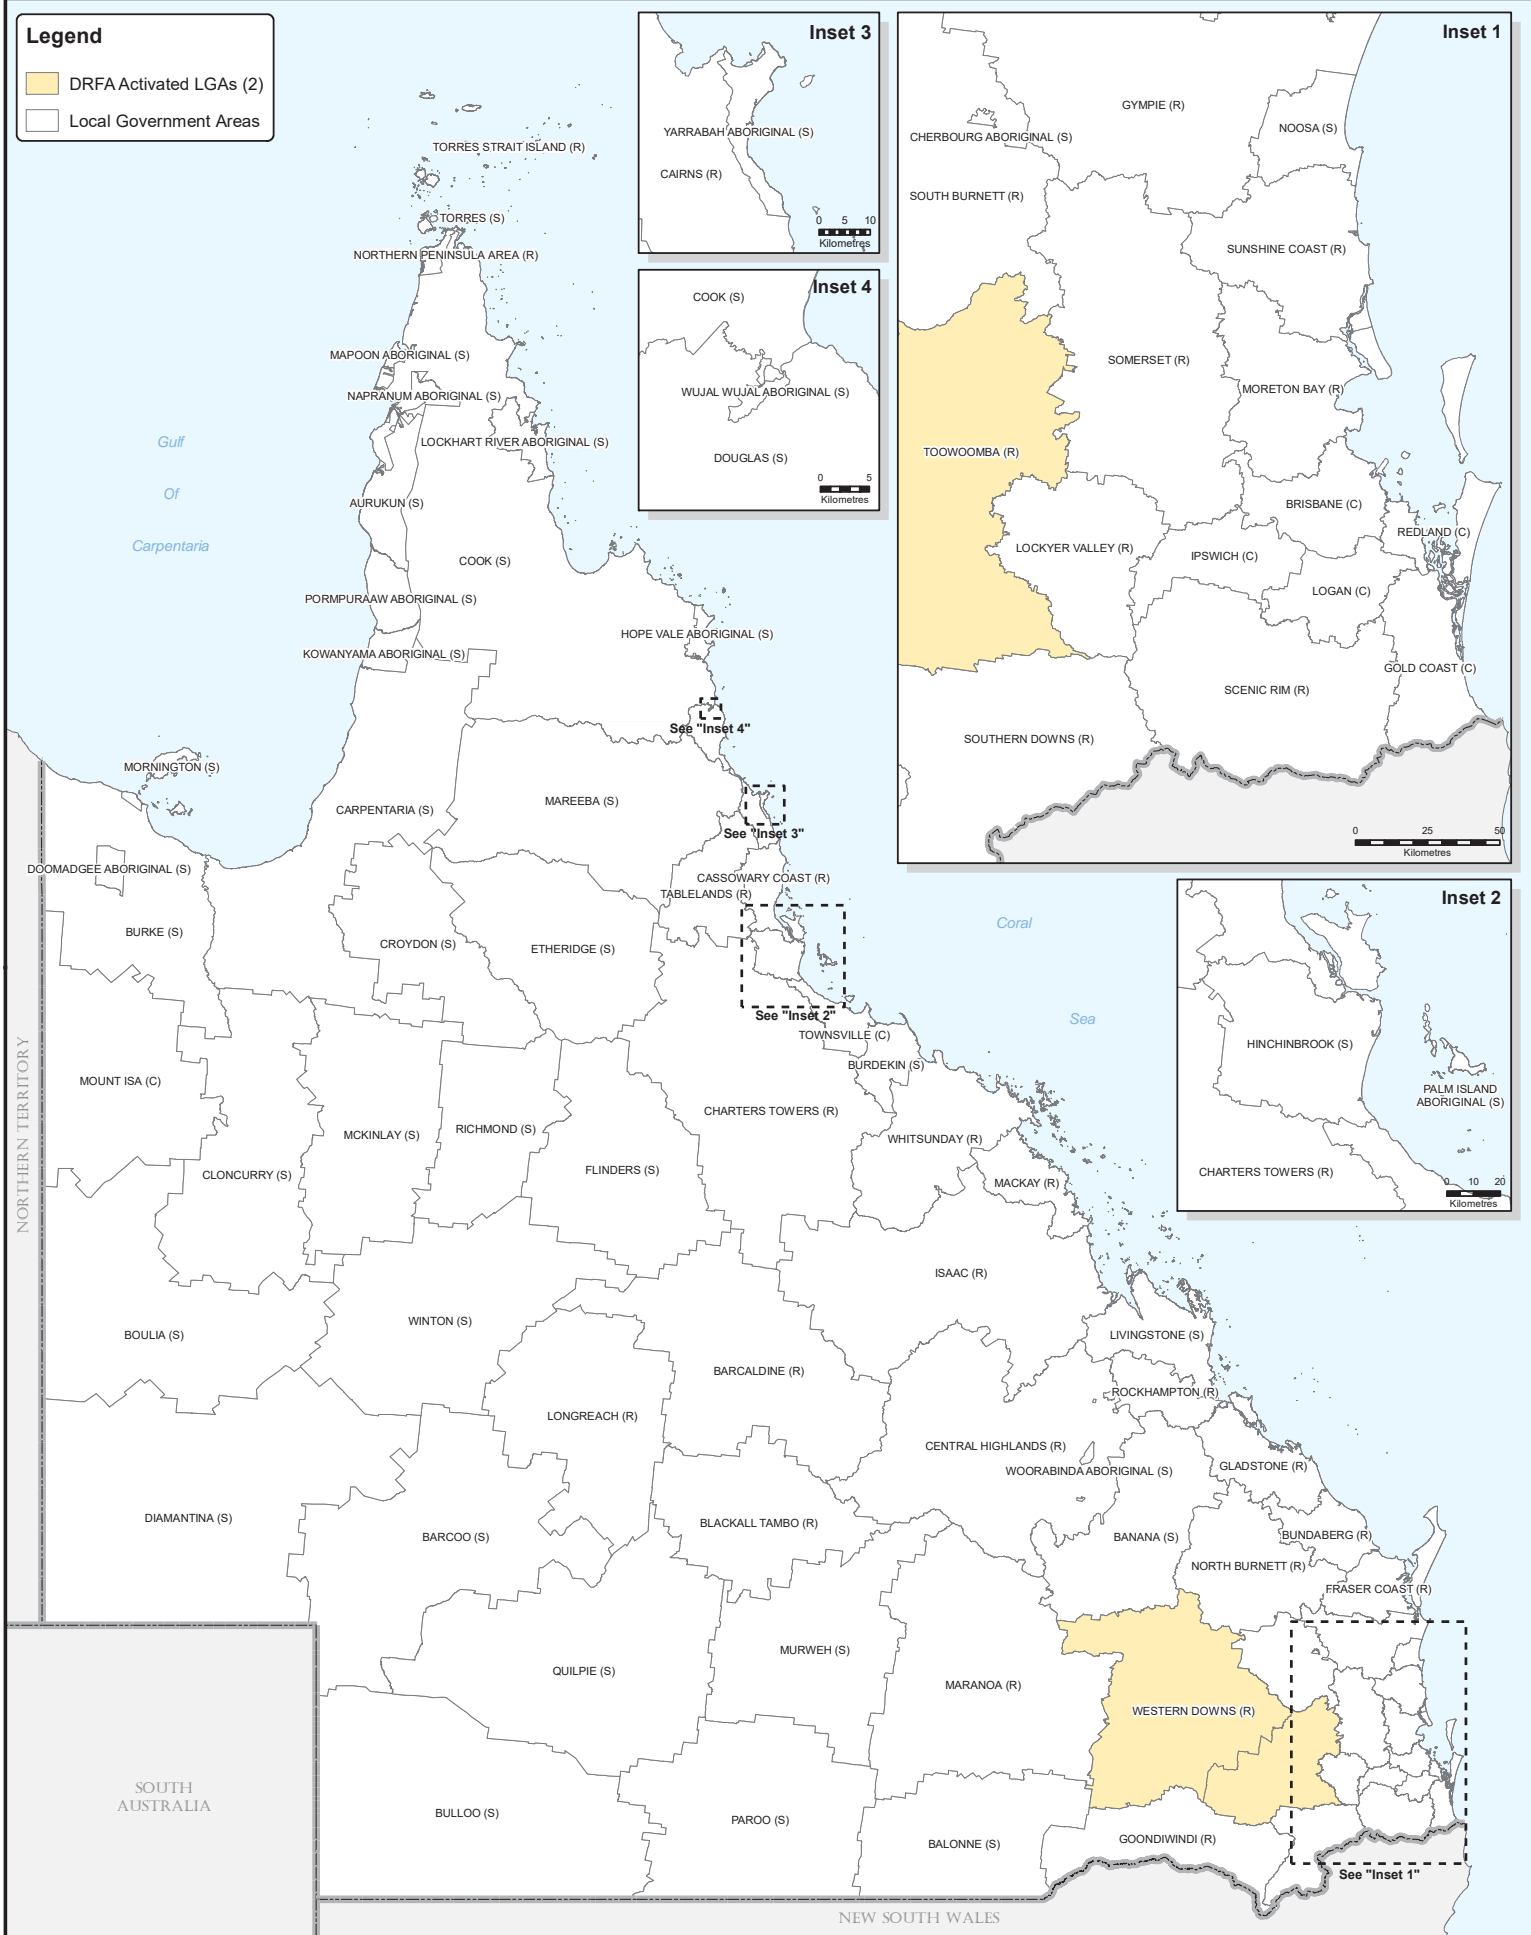 Legend
DRFA Activated LGAs (2)
Local Government Areas
Inset 3
YARRABAH ABORIGINAL (S)
CAIRNS (R)
0 5 10
Kilometres
Inset 4
COOK (S)
WUJAL WUJAL ABORIGINAL (S)
DOUGLAS (S)
0 5
Kilometres
Inset 1
GYMPIE (R)
NOOSA (S)
CHERBOURG ABORIGINAL (S)
SOUTH BURNETT (R)
SUNSHINE COAST (R)
SOMERSET (R)
MORETON BAY (R)
TOOWOOMBA (R)
BRISBANE (C)
REDLAND (C)
LOCKYER VALLEY (R)
IPSWICH (C)
LOGAN (C)
GOLD COAST (C)
SCENIC RIM (R)
SOUTHERN DOWNS (R)
0 25 50
Kilometres
Inset 2
HINCHINBROOK (S)
PALM ISLAND
ABORIGINAL (S)
CHARTERS TOWERS (R)
0 10 20
Kilometres
TORRES STRAIT ISLAND (R)
TORRES (S)
NORTHERN PENINSULA AREA (R)
MAPOON ABORIGINAL (S)
NAPRANUM ABORIGINAL (S)
LOCKHART RIVER ABORIGINAL (S)
Gulf
Of
Carpentaria
AURUKUN (S)
COOK (S)
PORMPURAAW ABORIGINAL (S)
HOPE VALE ABORIGINAL (S)
KOWANYAMA ABORIGINAL (S)
See "Inset 4"
MORNINGTON (S)
CARPENTARIA (S)
MAREEBA (S)
See "Inset 3"
DOOMADGEE ABORIGINAL (S)
CASSOWARY COAST (R)
TABLELANDS (R)
BURKE (S)
CROYDON (S)
ETHERIDGE (S)
Coral
Sea
See "Inset 2"
TOWNSVILLE (C)
BURDEKIN (S)
MOUNT ISA (C)
NORTHERN TERRITORY
CHARTERS TOWERS (R)
MCKINLAY (S)
RICHMOND (S)
WHITSUNDAY (R)
CLONCURRY (S)
FLINDERS (S)
MACKAY (R)
ISAAC (R)
WINTON (S)
BOULIA (S)
LIVINGSTONE (S)
BARCALDINE (R)
ROCKHAMPTON (R)
LONGREACH (R)
CENTRAL HIGHLANDS (R)
WOORABINDA ABORIGINAL (S)
GLADSTONE (R)
DIAMANTINA (S)
BARCOO (S)
BLACKALL TAMBO (R)
BANANA (S)
BUNDABERG (R)
NORTH BURNETT (R)
FRASER COAST (R)
QUILPIE (S)
MURWEH (S)
MARANOA (R)
WESTERN DOWNS (R)
SOUTH
AUSTRALIA
BULLOO (S)
PAROO (S)
BALONNE (S)
GOONDIWINDI (R)
See "Inset 1"
NEW SOUTH WALES